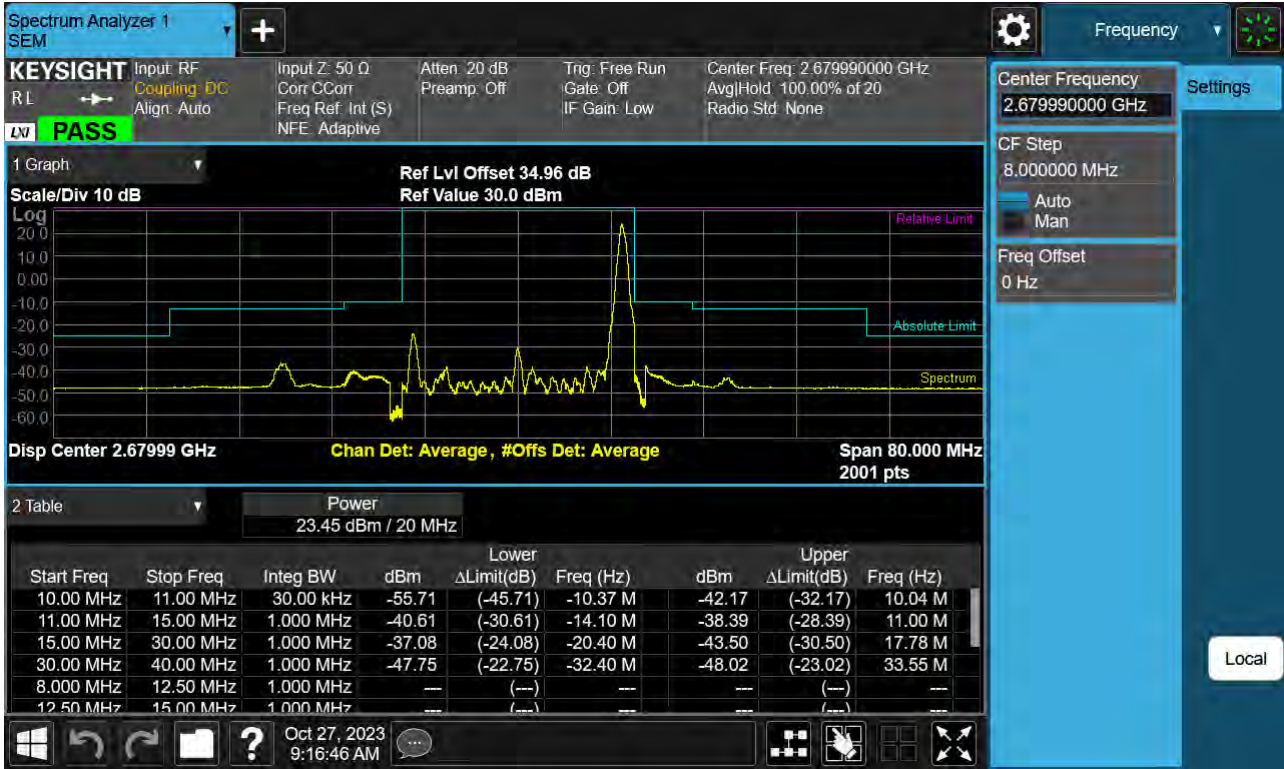 Spectrum Analyzer 1
SEM
Frequency
KEYSIGHT
R L
LXI
PASS
Input: RF
Coupling: DC
Align: Auto
Input Z: 50 Ω
Corr CCorr
Freq Ref: Int (S)
NFE: Adaptive
Atten: 20 dB
Preamp: Off
Trig: Free Run
Gate: Off
IF Gain: Low
Center Freq: 2.679990000 GHz
Avg|Hold: 100.00% of 20
Radio Std: None
Center Frequency
2.679990000 GHz
Settings
CF Step
8.000000 MHz
Auto
Man
Freq Offset
0 Hz
1 Graph
Scale/Div 10 dB
Ref Lvl Offset 34.96 dB
Ref Value 30.0 dBm
Log
20.0
10.0
0.00
-10.0
-20.0
-30.0
-40.0
-50.0
-60.0
Relative Limit
Absolute Limit
Spectrum
Disp Center 2.67999 GHz
Chan Det: Average, #Offs Det: Average
Span 80.000 MHz
2001 pts
2 Table
Power
23.45 dBm / 20 MHz
Lower Upper
Start Freq Stop Freq Integ BW dBm ΔLimit(dB) Freq (Hz) dBm ΔLimit(dB) Freq (Hz)
10.00 MHz 11.00 MHz 30.00 kHz -55.71 (-45.71) -10.37 M -42.17 (-32.17) 10.04 M
11.00 MHz 15.00 MHz 1.000 MHz -40.61 (-30.61) -14.10 M -38.39 (-28.39) 11.00 M
15.00 MHz 30.00 MHz 1.000 MHz -37.08 (-24.08) -20.40 M -43.50 (-30.50) 17.78 M
30.00 MHz 40.00 MHz 1.000 MHz -47.75 (-22.75) -32.40 M -48.02 (-23.02) 33.55 M
8.000 MHz 12.50 MHz 1.000 MHz --- (---) --- --- (---) ---
12.50 MHz 15.00 MHz 1.000 MHz --- (---) --- --- (---) ---
Local
?
Oct 27, 2023
9:16:46 AM